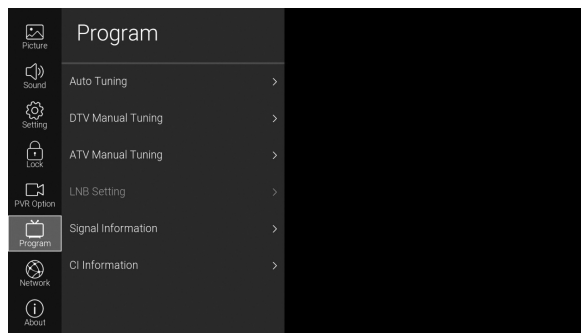 Picture
Sound
Setting
Lock
PVR Option
Program
Network
About
Program
Auto Tuning
DTV Manual Tuning
ATV Manual Tuning
LNB Setting
Signal Information
CI Information